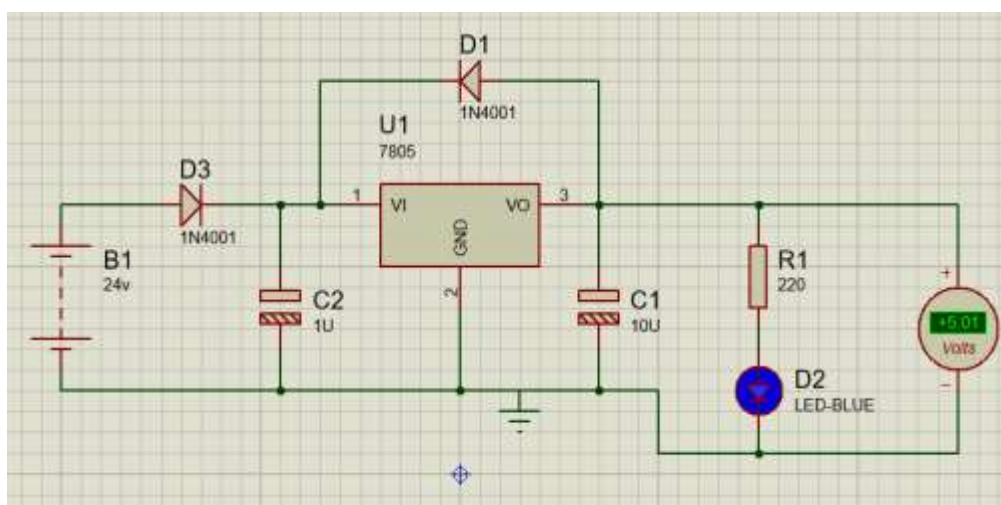 D1
1N4001
U1
7805
D3
1N4001
1
VI
VO
3
GND
2
B1
24v
C2
1U
C1
10U
R1
220
+
+5.01
Volts
−
D2
LED-BLUE